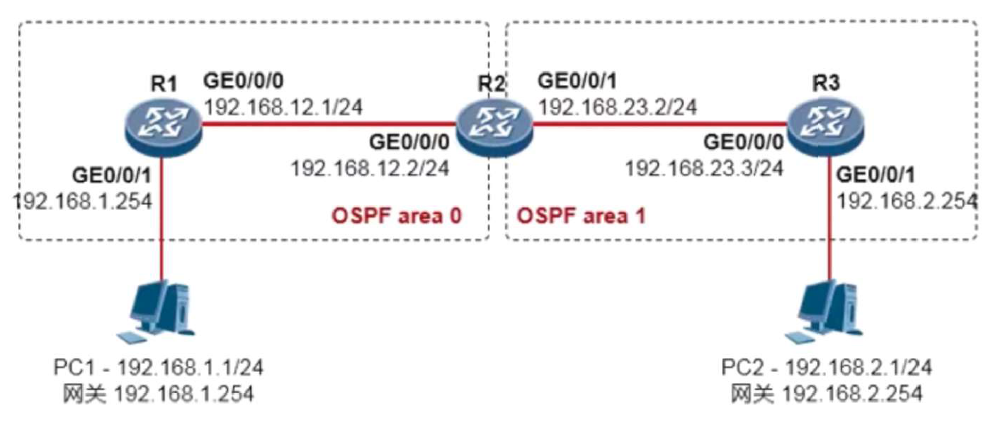 R1
GE0/0/0
192.168.12.1/24
R2
GE0/0/1
192.168.23.2/24
R3
GE0/0/0
192.168.12.2/24
GE0/0/0
192.168.23.3/24
GE0/0/1
192.168.1.254
GE0/0/1
192.168.2.254
OSPF area 0
OSPF area 1
PC1 - 192.168.1.1/24
网关 192.168.1.254
PC2 - 192.168.2.1/24
网关 192.168.2.254